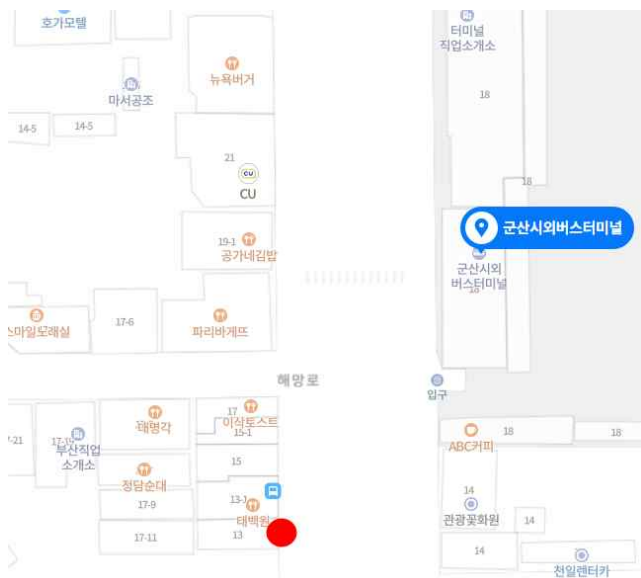 호가모텔
터미널
직업소개소
뉴욕버거
마서공조
18
14-5
14-5
21
CU
CU
18
군산시외버스터미널
19-1
공가네김밥
군산시외
버스터미널
18
17-6
스마일노래실
파리바게뜨
해망로
입구
17
이삭토스트
15-1
태명각
ABC커피
18
18
7-21
17-15
부산직업
소개소
15
정담순대
14
13-1
17-9
태백원
관광꽃화원
14
17-11
13
14
천일렌터카